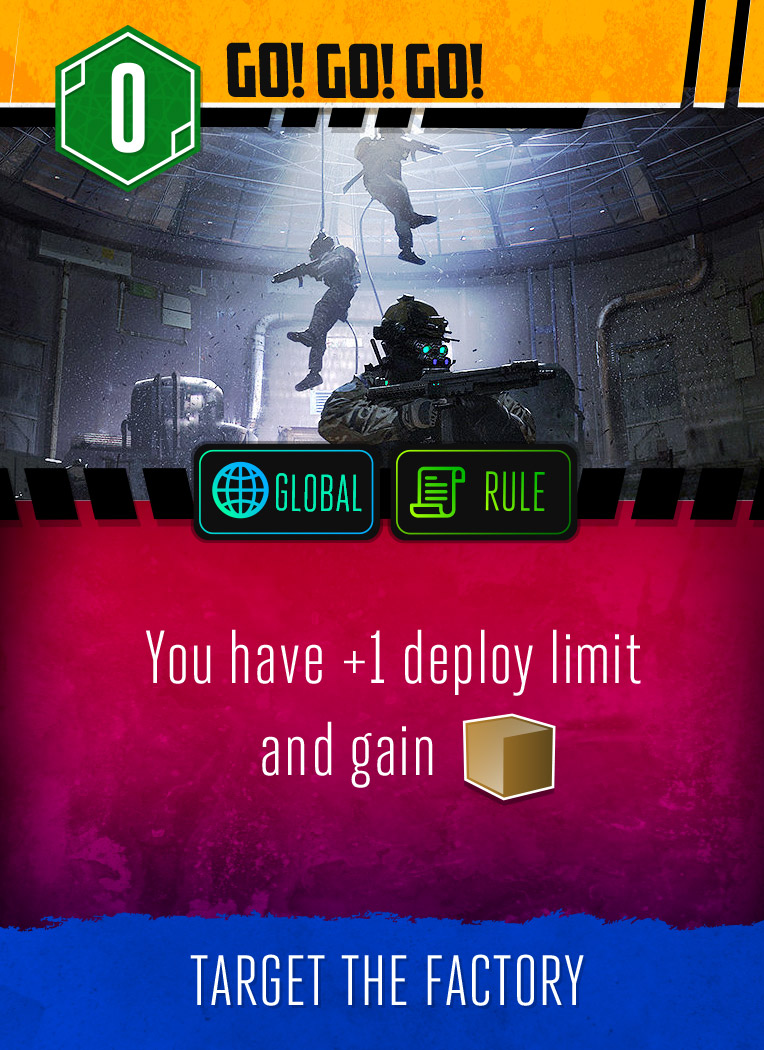 0
GO! GO! GO!
GLOBAL
RULE
You have +1 deploy limit
and gain
TARGET THE FACTORY